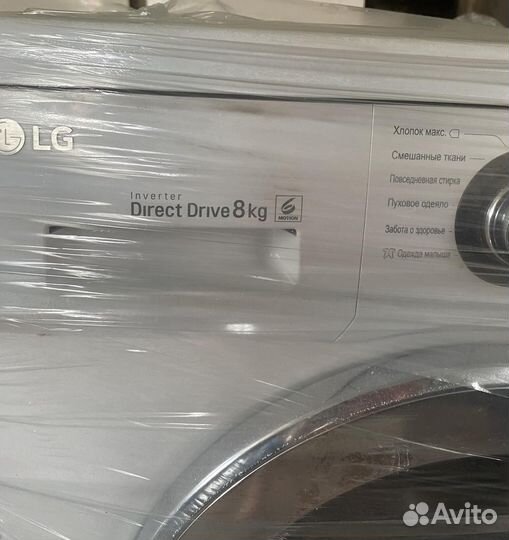 LG
Inverter
Direct Drive 8kg
6 MOTION
Хлопок макс.
Смешанные ткани
Повседневная стирка
Пуховое одеяло
Забота о здоровье
Одежда малыша
Avito